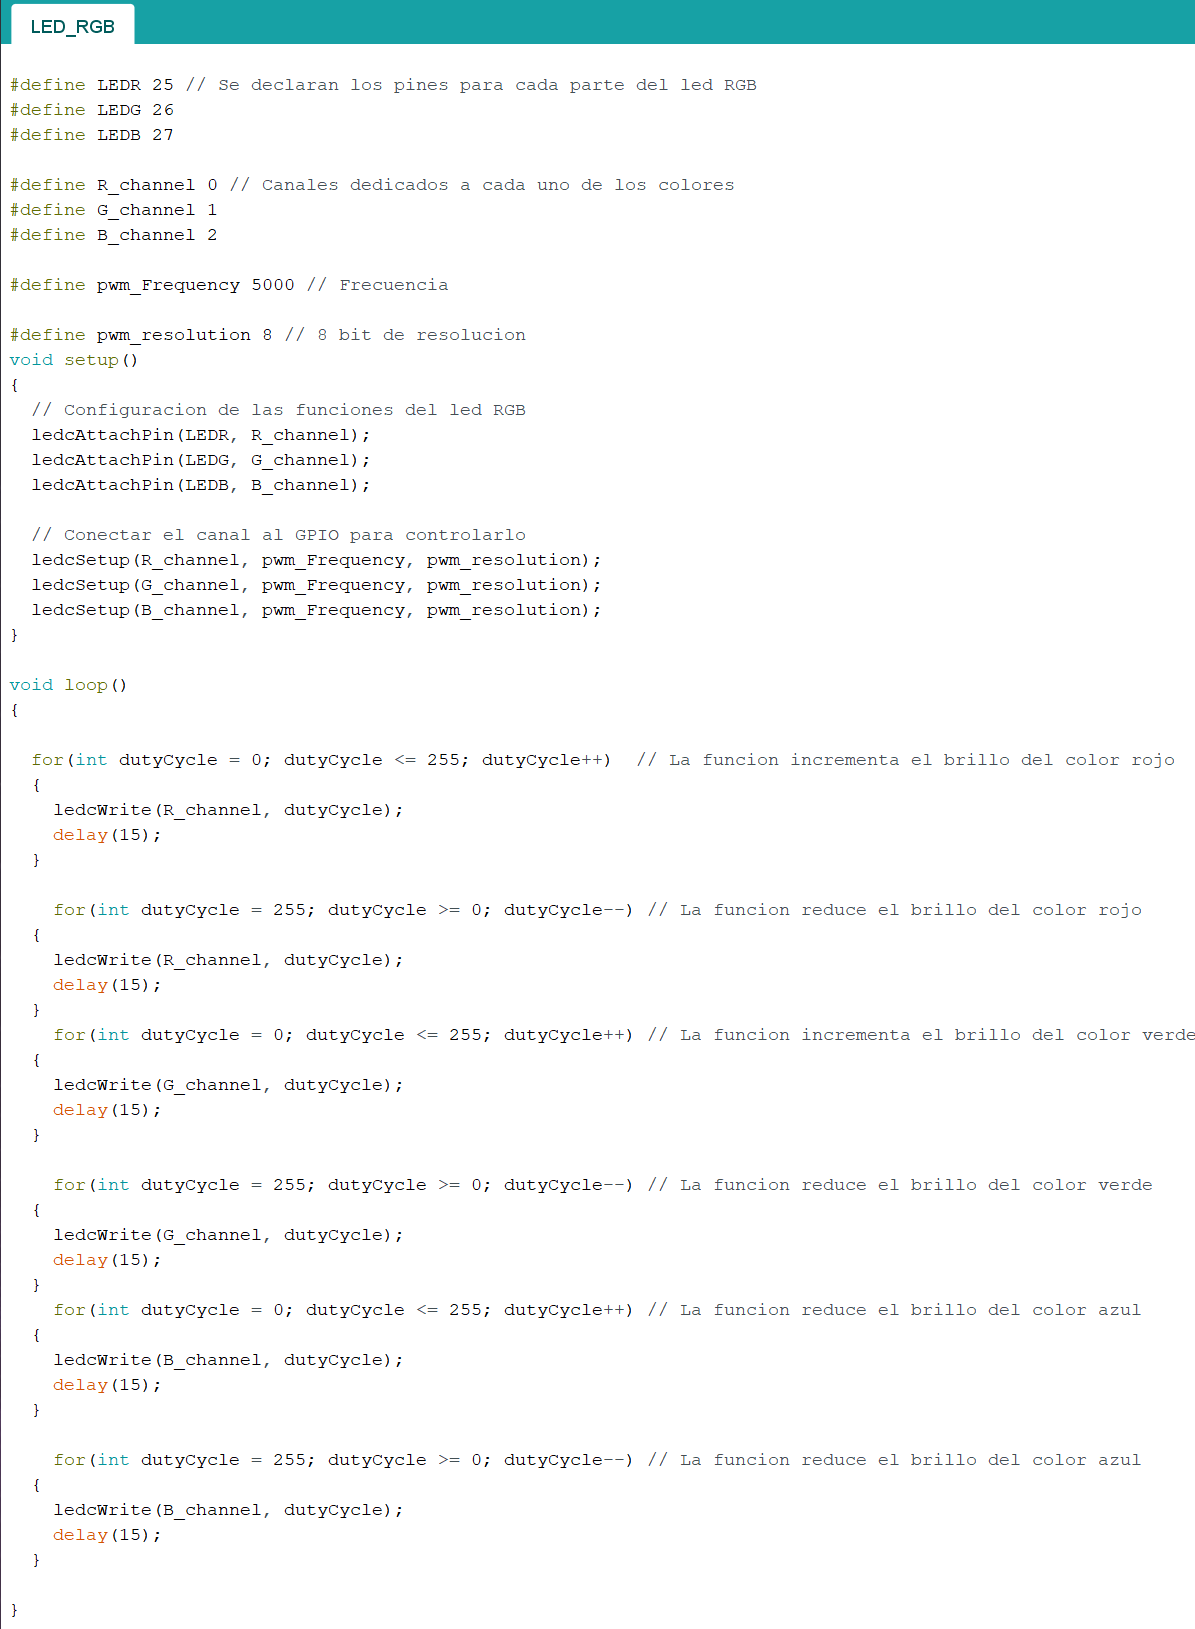 LED_RGB
#define LEDR 25 // Se declaran los pines para cada parte del led RGB
#define LEDG 26
#define LEDB 27
#define R_channel 0 // Canales dedicados a cada uno de los colores
#define G_channel 1
#define B_channel 2
#define pwm_Frequency 5000 // Frecuencia
#define pwm_resolution 8 // 8 bit de resolucion
void setup()
{
// Configuracion de las funciones del led RGB
ledcAttachPin(LEDR, R_channel);
ledcAttachPin(LEDG, G_channel);
ledcAttachPin(LEDB, B_channel);
// Conectar el canal al GPIO para controlarlo
ledcSetup(R_channel, pwm_Frequency, pwm_resolution);
ledcSetup(G_channel, pwm_Frequency, pwm_resolution);
ledcSetup(B_channel, pwm_Frequency, pwm_resolution);
}
void loop()
{
for(int dutyCycle = 0; dutyCycle <= 255; dutyCycle++) // La funcion incrementa el brillo del color rojo
{
ledcWrite(R_channel, dutyCycle);
delay(15);
}
for(int dutyCycle = 255; dutyCycle >= 0; dutyCycle--) // La funcion reduce el brillo del color rojo
{
ledcWrite(R_channel, dutyCycle);
delay(15);
}
for(int dutyCycle = 0; dutyCycle <= 255; dutyCycle++) // La funcion incrementa el brillo del color verde
{
ledcWrite(G_channel, dutyCycle);
delay(15);
}
for(int dutyCycle = 255; dutyCycle >= 0; dutyCycle--) // La funcion reduce el brillo del color verde
{
ledcWrite(G_channel, dutyCycle);
delay(15);
}
for(int dutyCycle = 0; dutyCycle <= 255; dutyCycle++) // La funcion reduce el brillo del color azul
{
ledcWrite(B_channel, dutyCycle);
delay(15);
}
for(int dutyCycle = 255; dutyCycle >= 0; dutyCycle--) // La funcion reduce el brillo del color azul
{
ledcWrite(B_channel, dutyCycle);
delay(15);
}
}